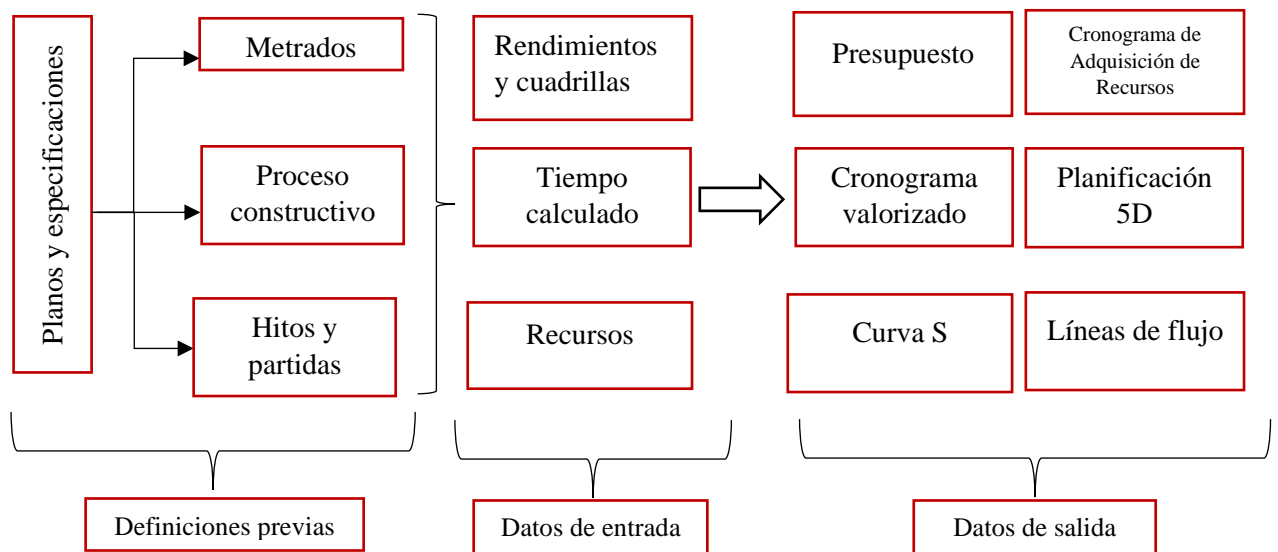 Planos y especificaciones
Metrados
Proceso
constructivo
Hitos y
partidas
Rendimientos
y cuadrillas
Tiempo
calculado
Recursos
Presupuesto
Cronograma de
Adquisición de
Recursos
Cronograma
valorizado
Planificación
5D
Curva S
Líneas de flujo
Definiciones previas
Datos de entrada
Datos de salida